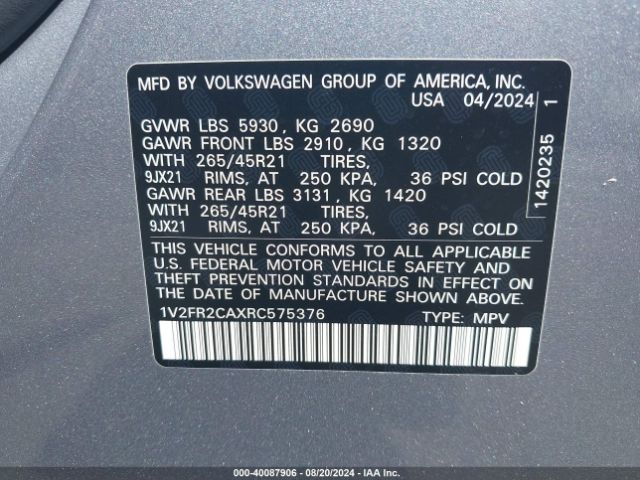 MFD BY VOLKSWAGEN GROUP OF AMERICA, INC.
USA 04/2024
GVWR LBS 5930, KG 2690
GAWR FRONT LBS 2910, KG 1320
WITH 265/45R21 TIRES,
9JX21 RIMS, AT 250 KPA, 36 PSI COLD
GAWR REAR LBS 3131, KG 1420
WITH 265/45R21 TIRES,
9JX21 RIMS, AT 250 KPA, 36 PSI COLD
THIS VEHICLE CONFORMS TO ALL APPLICABLE
U.S. FEDERAL MOTOR VEHICLE SAFETY AND
THEFT PREVENTION STANDARDS IN EFFECT ON
THE DATE OF MANUFACTURE SHOWN ABOVE.
1V2FR2CAXRC575376 TYPE: MPV
1420235 1
000-40087906 - 08/20/2024 - IAA Inc.